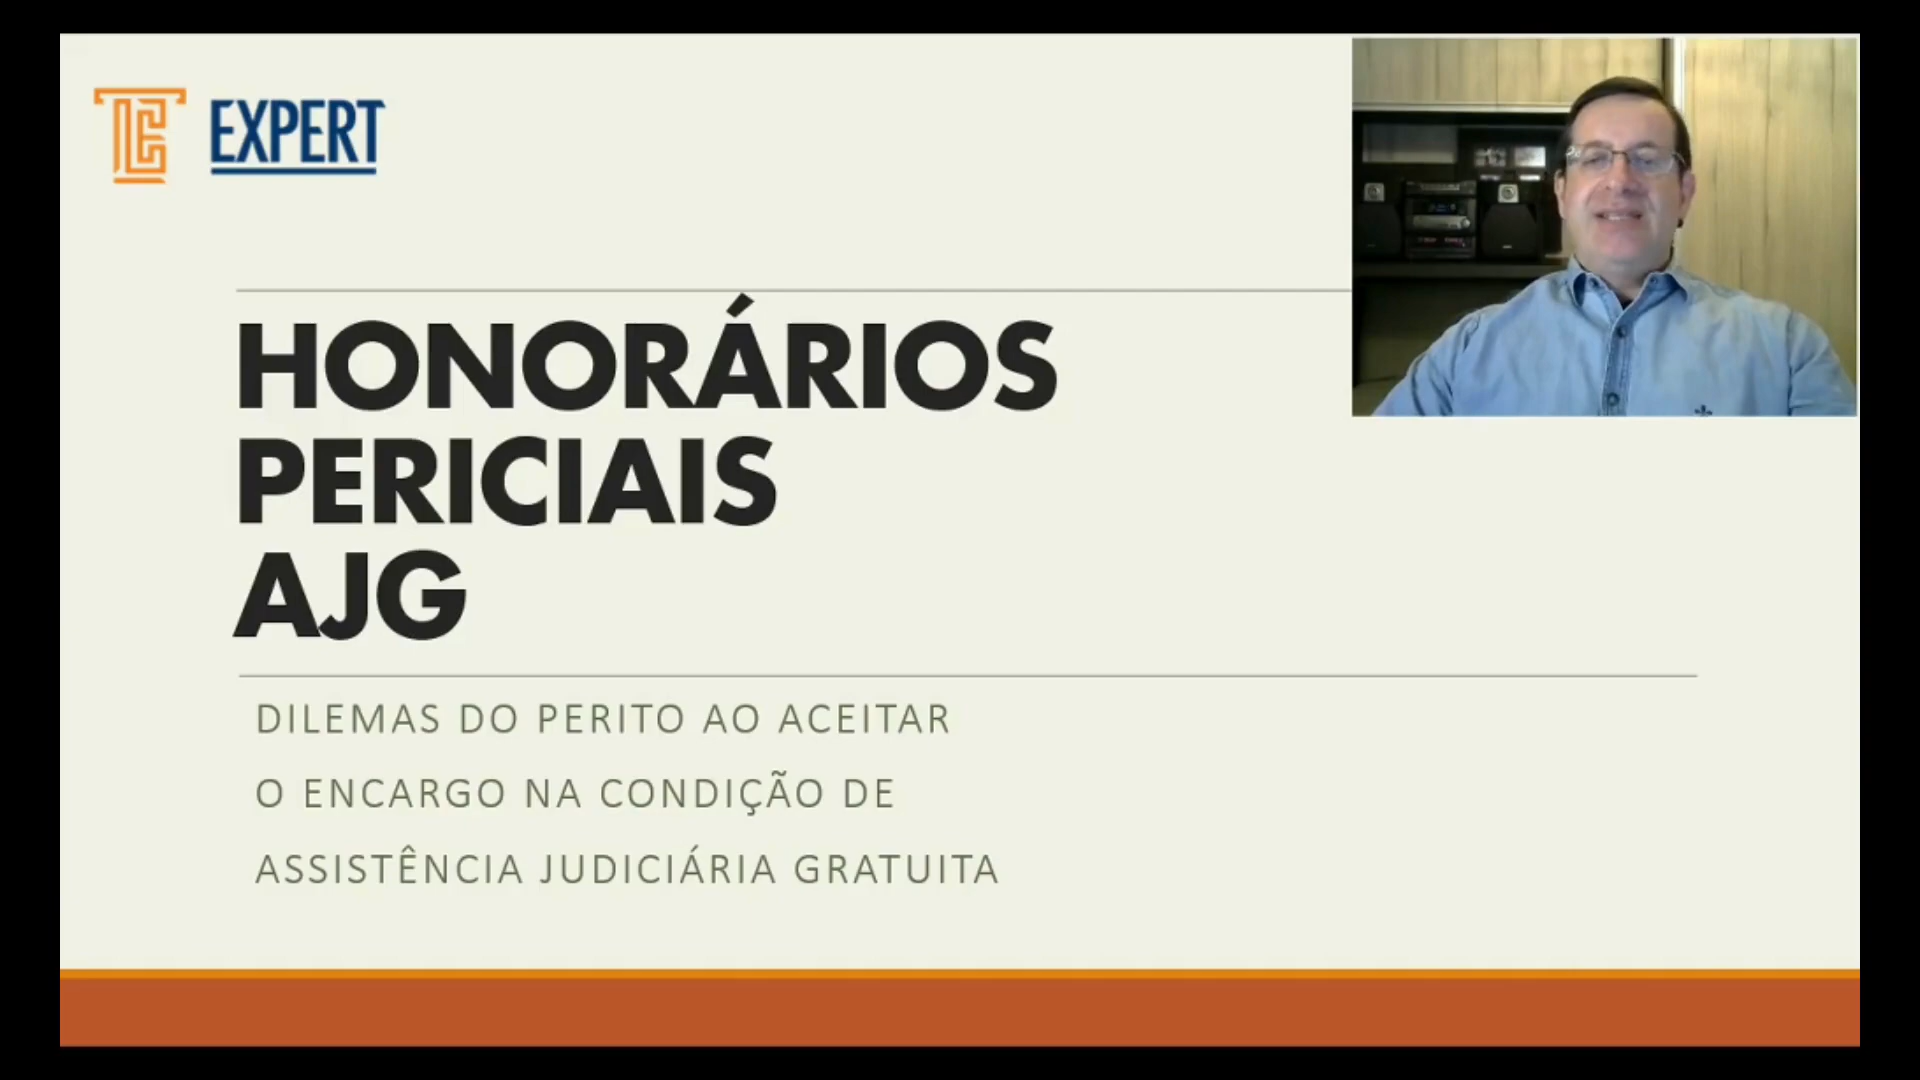 EXPERT
HONORÁRIOS
PERICIAIS
AJG
DILEMAS DO PERITO AO ACEITAR
O ENCARGO NA CONDIÇÃO DE
ASSISTÊNCIA JUDICIÁRIA GRATUITA